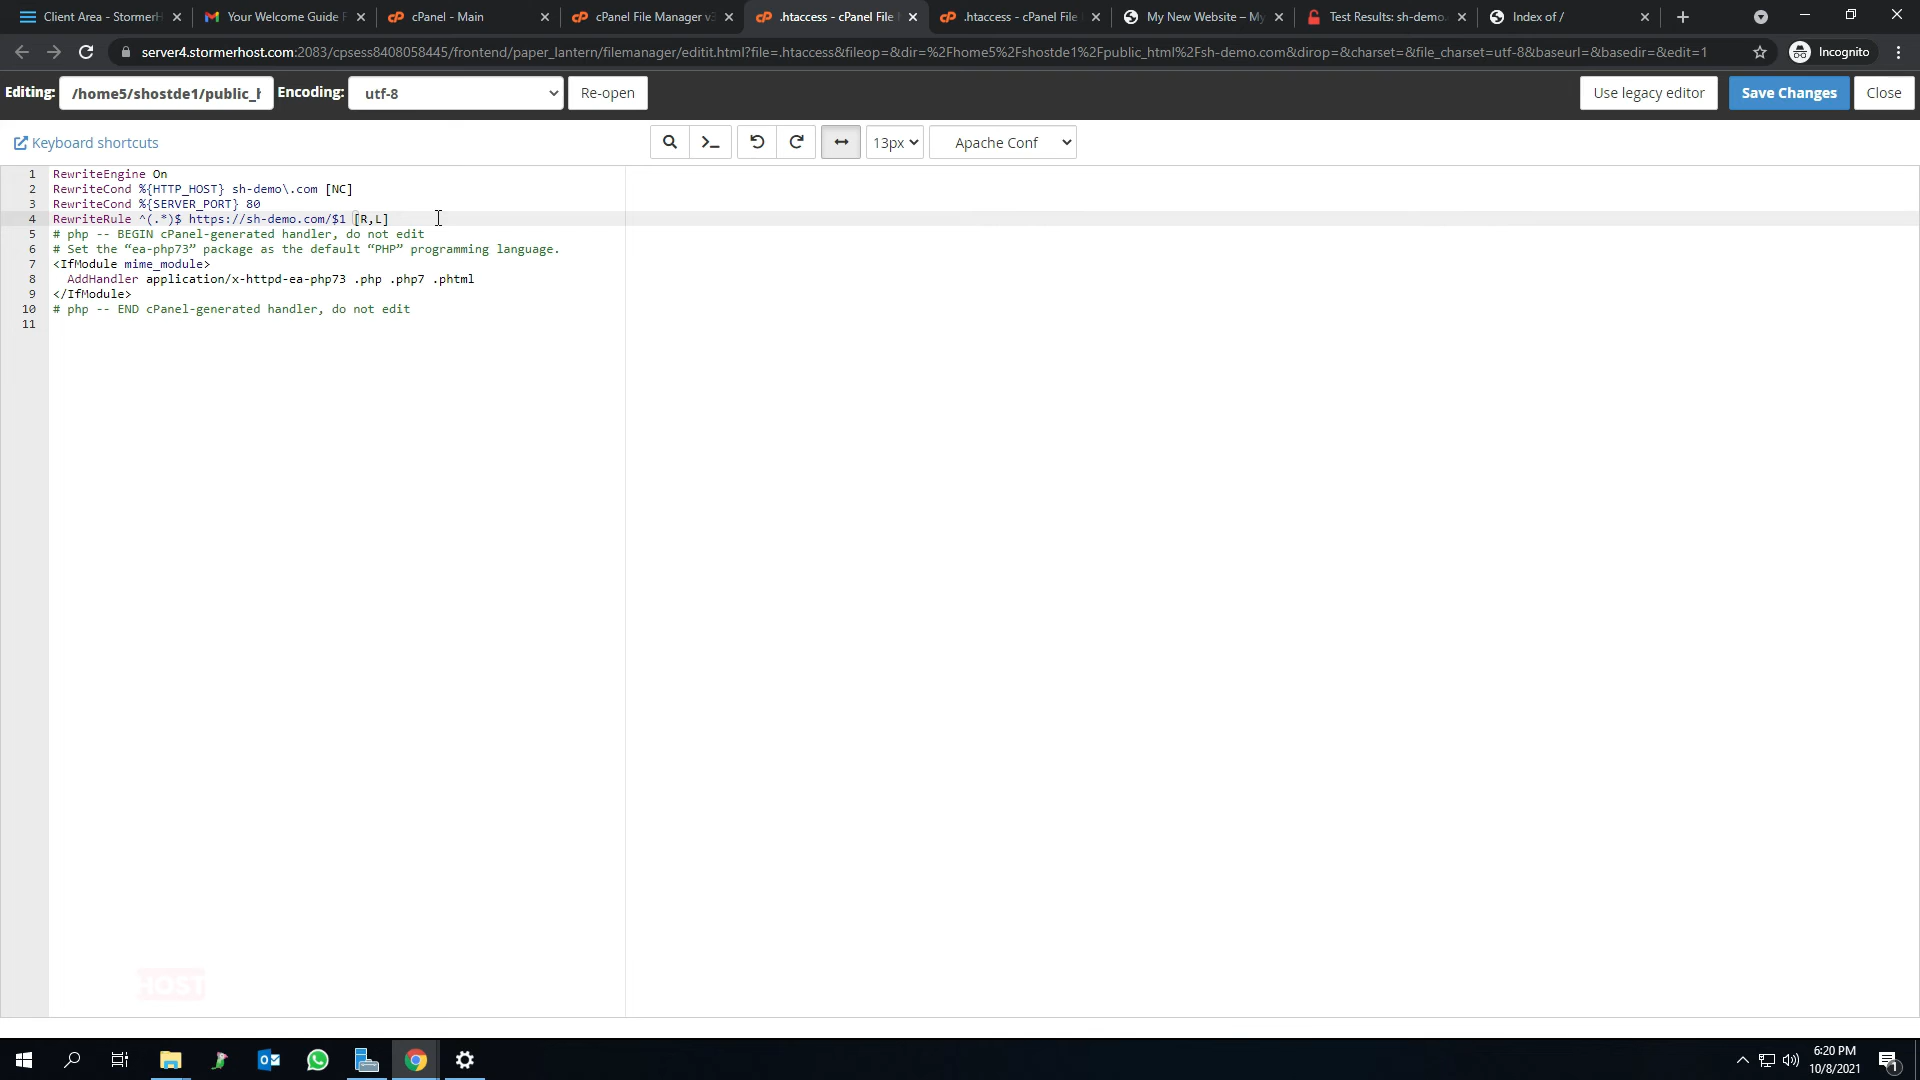 Client Area - StormerH
Your Welcome Guide F
cPanel - Main
cPanel File Manager v3
.htaccess - cPanel File
.htaccess - cPanel File
My New Website – My
Test Results: sh-demo.
Index of /
server4.stormerhost.com:2083/cpsess8408058445/frontend/paper_lantern/filemanager/editit.html?file=.htaccess&fileop=&dir=%2Fhome5%2Fshostde1%2Fpublic_html%2Fsh-demo.com&dirop=&charset=&file_charset=utf-8&baseurl=&basedir=&edit=1
Incognito
Editing: /home5/shostde1/public_h Encoding: utf-8 Re-open Use legacy editor Save Changes Close
Keyboard shortcuts 13px Apache Conf
1 RewriteEngine On
2 RewriteCond %{HTTP_HOST} sh-demo\.com [NC]
3 RewriteCond %{SERVER_PORT} 80
4 RewriteRule ^(.*)$ https://sh-demo.com/$1 [R,L]
5 # php -- BEGIN cPanel-generated handler, do not edit
6 # Set the “ea-php73” package as the default “PHP” programming language.
7 <IfModule mime_module>
8 AddHandler application/x-httpd-ea-php73 .php .php7 .phtml
9 </IfModule>
10 # php -- END cPanel-generated handler, do not edit
11
HOST
6:20 PM
10/8/2021
1